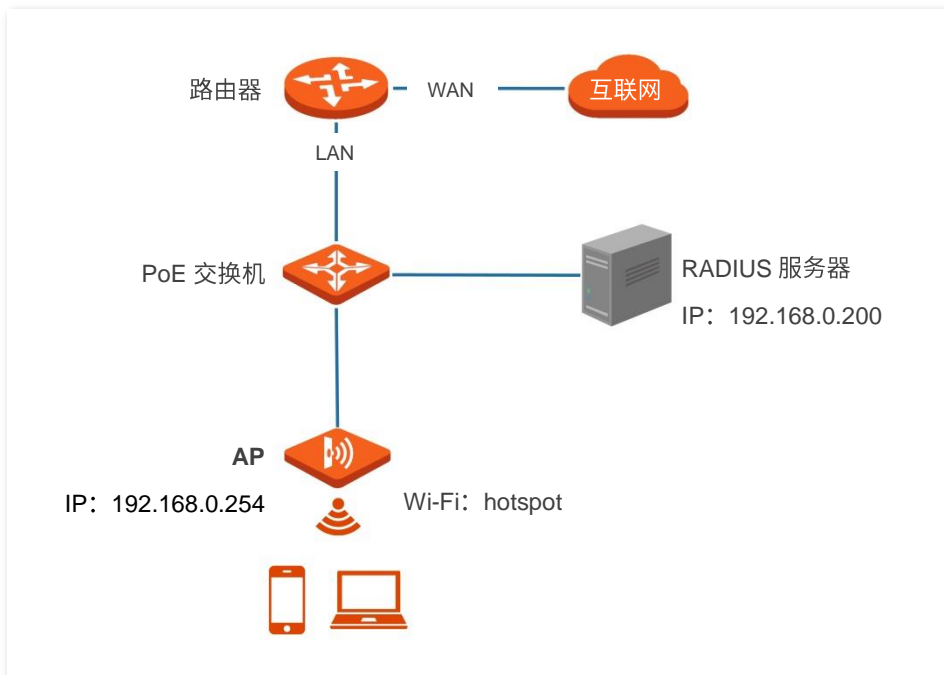 路由器
WAN
互联网
LAN
PoE 交换机
RADIUS 服务器
IP：192.168.0.200
AP
IP：192.168.0.254
Wi-Fi：hotspot